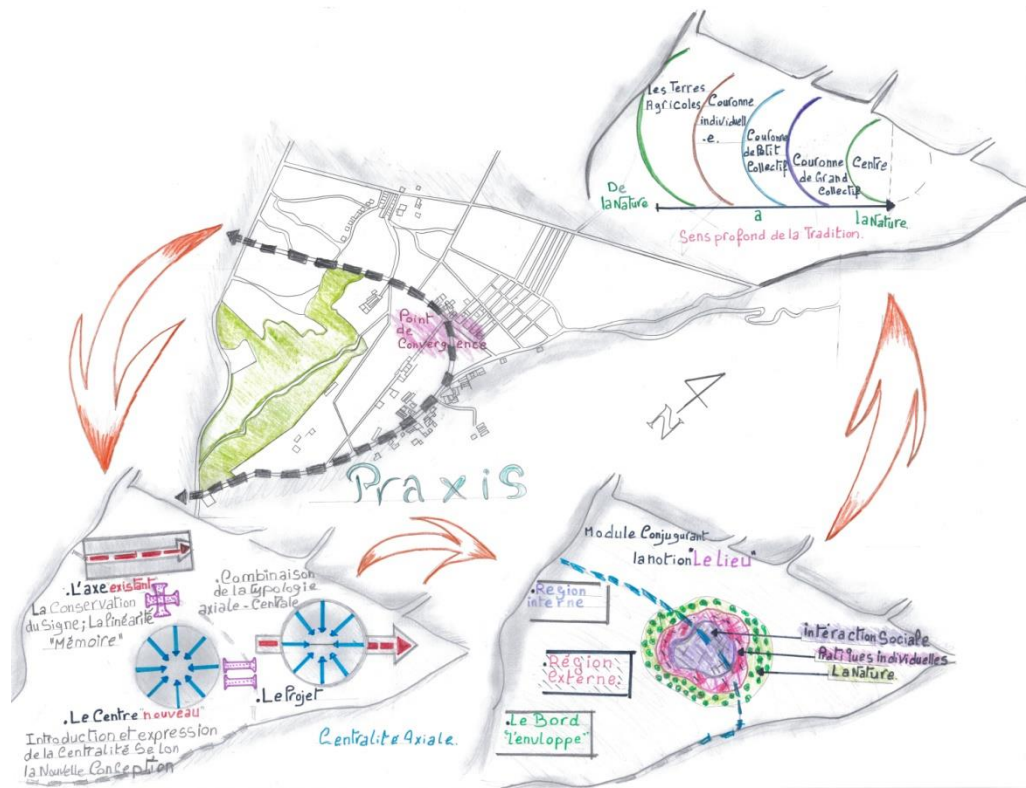 Les Terres
Agricoles
Couronne
individuell
.e.
Couronne
de Petit
Collectif
Couronne
de Grand
Collectif
Centre
De
la Nature
a
la Nature.
Sens profond de la Tradition.
Point
de
Convergence
N
Praxis
.L'axe existant
La Conservation
du Signe; La linéarité
"Mémoire"
.Combinaison
de la typologie
axiale-Centrale
.Le Projet
.Le Centre "nouveau"
Introduction et expression
de la Centralité Selon
la Nouvelle Conception
Centralité Axiale.
Module Conjugurant
la notion "Le Lieu"
.Région
interne
.Région
externe
.Le Bord
"l'envloppe"
intéraction Sociale
Pratiques individuelles
La Nature